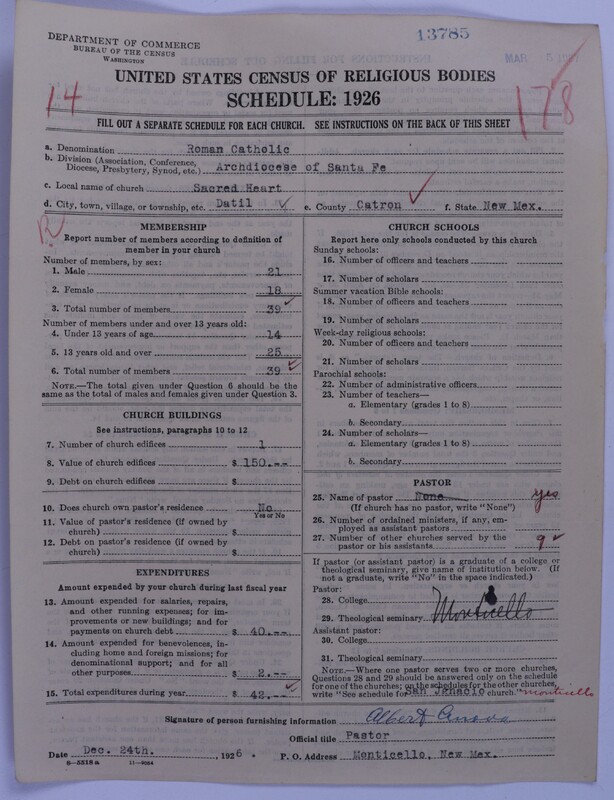 DEPARTMENT OF COMMERCE
BUREAU OF THE CENSUS
WASHINGTON
13785
MAR
UNITED STATES CENSUS OF RELIGIOUS BODIES
SCHEDULE: 1926
14
178
FILL OUT A SEPARATE SCHEDULE FOR EACH CHURCH. SEE INSTRUCTIONS ON THE BACK OF THIS SHEET
a. Denomination Roman Catholic
b. Division (Association, Conference, Diocese, Presbytery, Synod, etc.) Archdiocese of Santa Fe
c. Local name of church Sacred Heart
d. City, town, village, or township, etc. Datil e. County Catron f. State New Mex.
MEMBERSHIP
Report number of members according to definition of
member in your church
Number of members, by sex:
1. Male 21
2. Female 18
3. Total number of members 39
Number of members under and over 13 years old:
4. Under 13 years of age 14
5. 13 years old and over 25
6. Total number of members 39
NOTE.—The total given under Question 6 should be
same as the total of males and females given under Question 3.
CHURCH BUILDINGS
See instructions, paragraphs 10 to 12
7. Number of church edifices 1
8. Value of church edifices $ 150.--
9. Debt on church edifices $
10. Does church own pastor's residence No
Yes or No
11. Value of pastor's residence (if owned by
church) $
12. Debt on pastor's residence (if owned by
church) $
EXPENDITURES
Amount expended by your church during last fiscal year
13. Amount expended for salaries, repairs,
and other running expenses; for im-
provements or new buildings; and for
payments on church debt $ 40.--
14. Amount expended for benevolences, in-
cluding home and foreign missions; for
denominational support; and for all
other purposes $ 2.--
15. Total expenditures during year $ 42.--
CHURCH SCHOOLS
Report here only schools conducted by this church
Sunday schools:
16. Number of officers and teachers
17. Number of scholars
Summer vacation Bible schools:
18. Number of officers and teachers
19. Number of scholars
Week-day religious schools:
20. Number of officers and teachers
21. Number of scholars
Parochial schools:
22. Number of administrative officers
23. Number of teachers—
a. Elementary (grades 1 to 8)
b. Secondary
24. Number of scholars—
a. Elementary (grades 1 to 8)
b. Secondary
PASTOR
25. Name of pastor None yes
(If church has no pastor, write "None")
26. Number of ordained ministers, if any, em-
ployed as assistant pastors
27. Number of other churches served by the
pastor or his assistants 9
If pastor (or assistant pastor) is a graduate of a college or
theological seminary, give name of institution below. (If
not a graduate, write "No" in the space indicated.)
Pastor:
28. College
29. Theological seminary Monticello
Assistant pastor:
30. College
31. Theological seminary
NOTE.—Where one pastor serves two or more churches,
Questions 28 and 29 should be answered only on the schedule
for one of the churches; on the schedules for the other churches,
write "See schedule for San Ignacio church." Monticello
Signature of person furnishing information Albert
Official title Pastor
Date Dec. 24th. 1926. P. O. Address Monticello, New Mex.